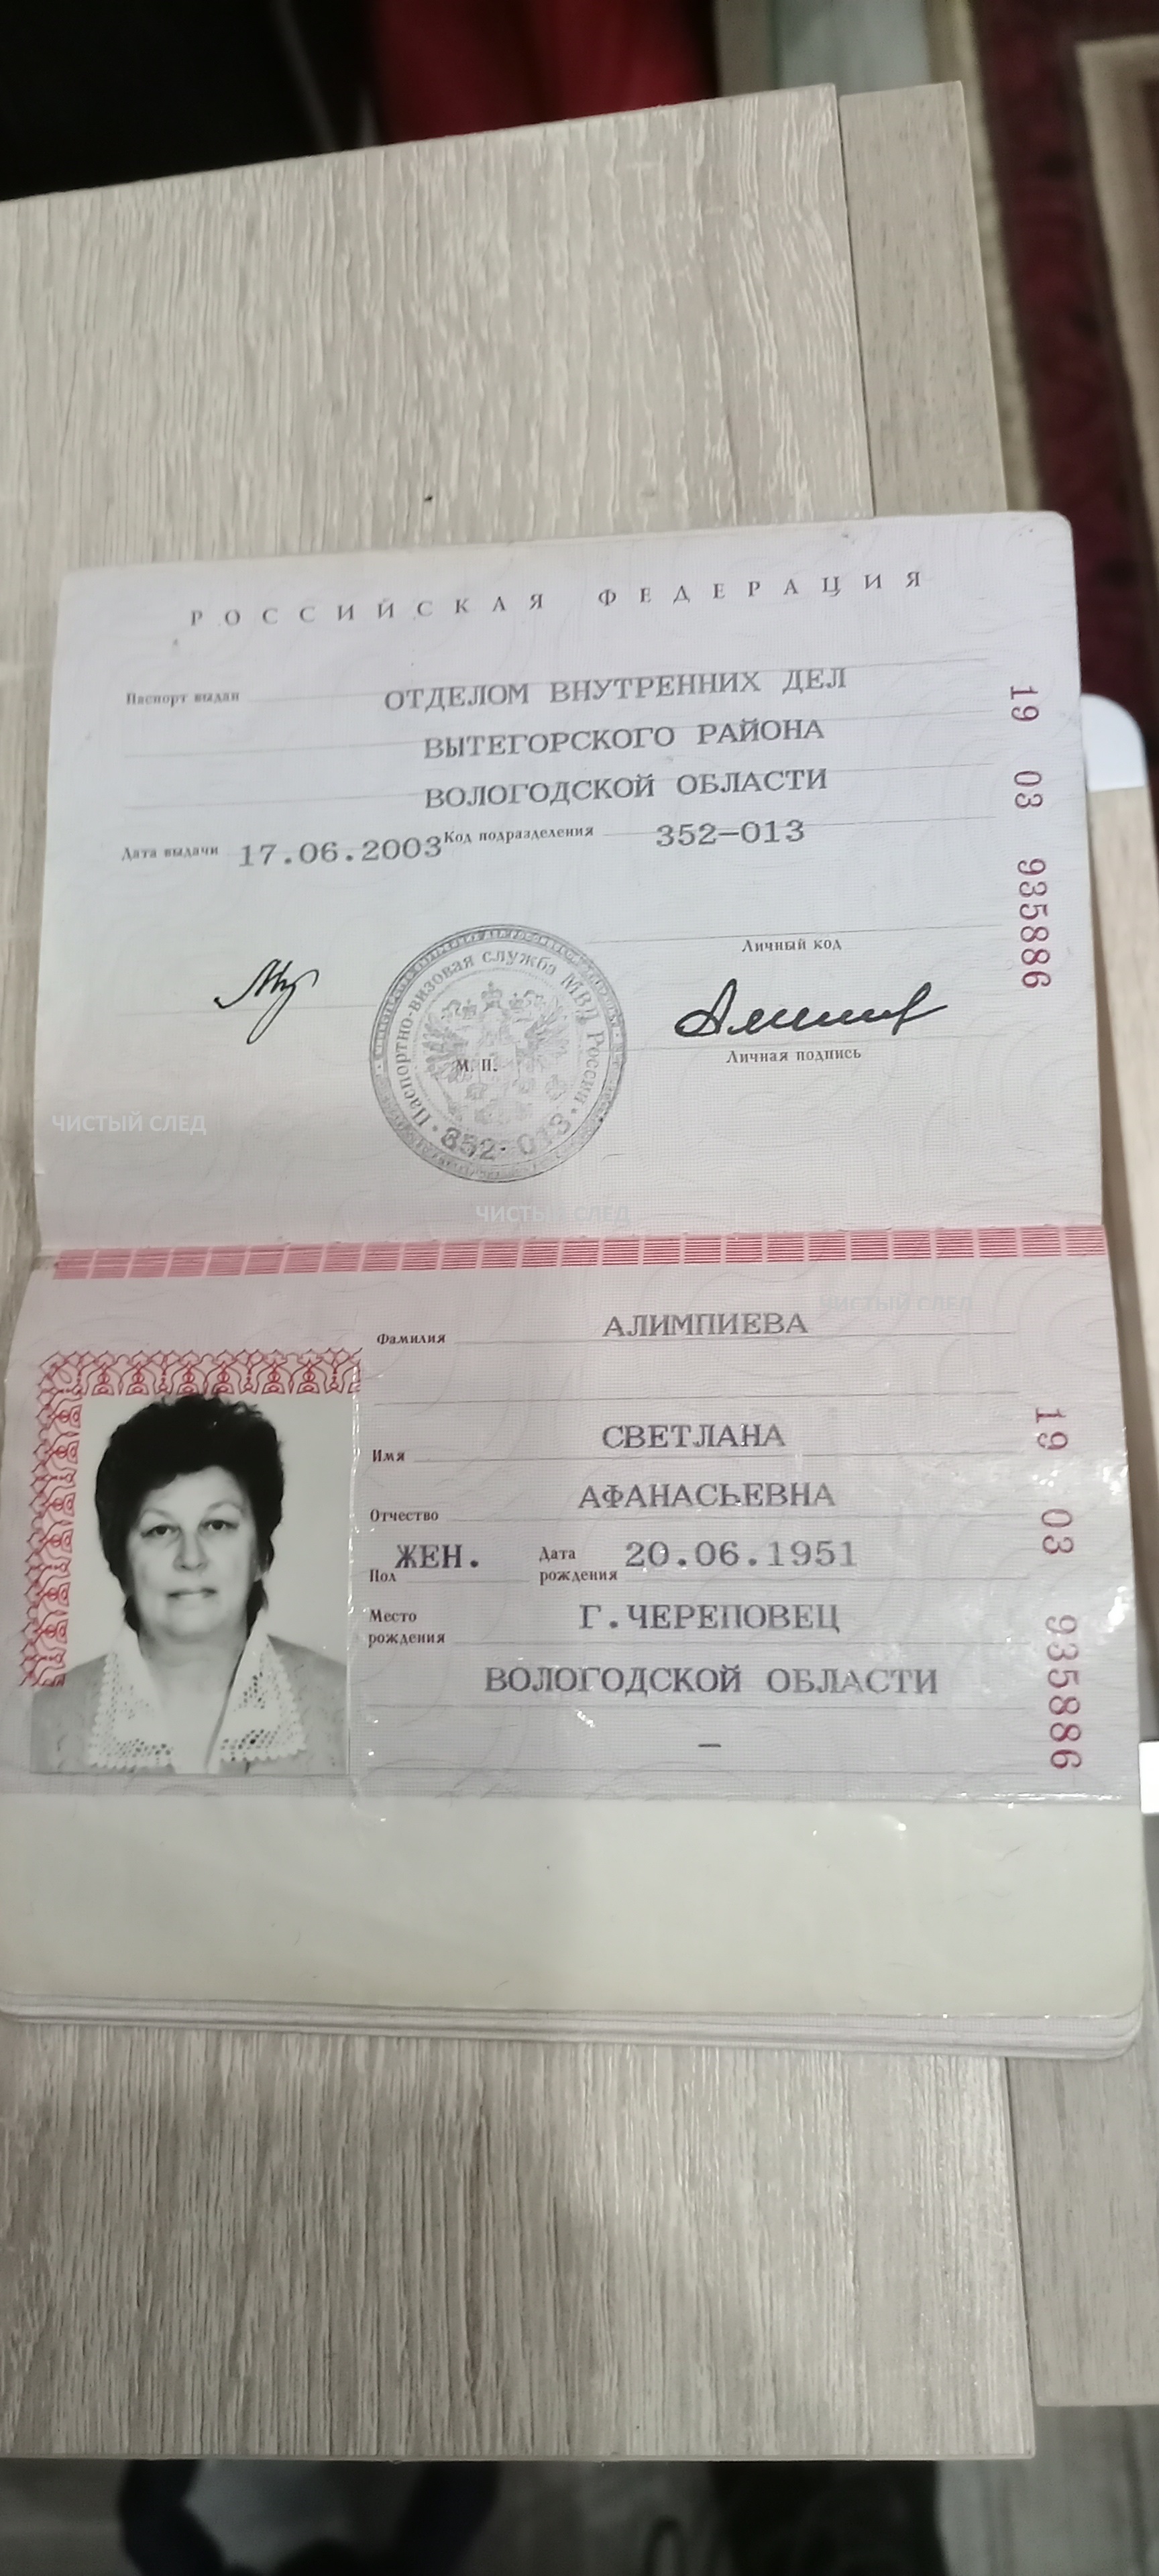 РОССИЙСКАЯ ФЕДЕРАЦИЯ
Паспорт выдан ОТДЕЛОМ ВНУТРЕННИХ ДЕЛ
ВЫТЕГОРСКОГО РАЙОНА
ВОЛОГОДСКОЙ ОБЛАСТИ
Дата выдачи 17.06.2003 Код подразделения 352-013
19 03 935886
Личный код
Личная подпись
М. П.
Паспортно-визовая служба МВД России
352-013
ЧИСТЫЙ СЛЕД
ЧИСТЫЙ СЛЕД
ЧИСТЫЙ СЛЕД
Фамилия АЛИМПИЕВА
Имя СВЕТЛАНА
Отчество АФАНАСЬЕВНА
Пол ЖЕН. Дата рождения 20.06.1951
Место рождения Г.ЧЕРЕПОВЕЦ
ВОЛОГОДСКОЙ ОБЛАСТИ
–
19 03 935886